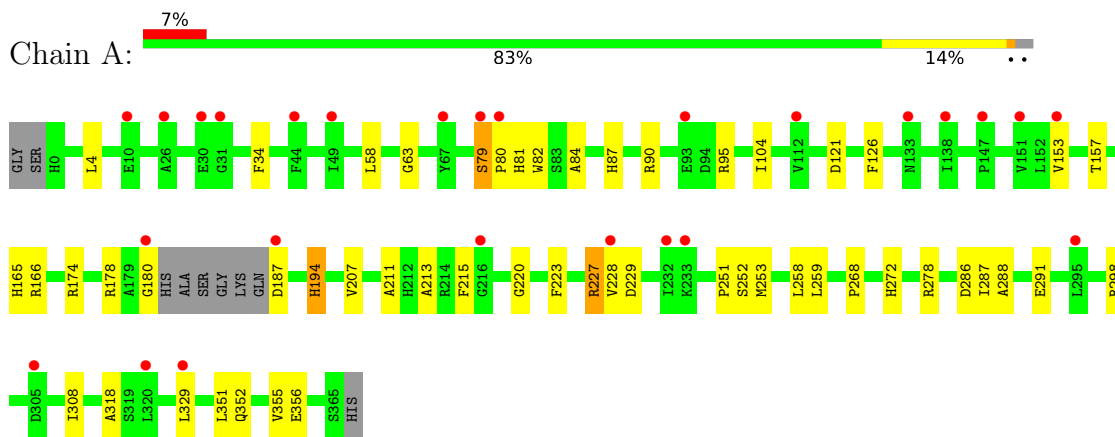 7%
Chain A:
83% 14% ••
GLY SER H0 L4 E10 A26 E30 G31 F34 F44 I49 L58 G63 Y67 S79 P80 H81 W82 S83 A84 H87 R90 E93 D94 R95 I104 V112 D121 F126 N133 I138 P147 V151 L152 V153 T157
H165 R166 R174 R178 A179 G180 HIS ALA SER GLY LYS GLN D187 H194 V207 A211 H212 A213 R214 F215 G216 G220 F223 R227 V228 D229 I232 K233 P251 S252 M253 L258 L259 P268 H272 R278 D286 I287 A288 E291 L295
D305 I308 A318 S319 L320 L329 L351 Q352 V355 E356 S365 HIS